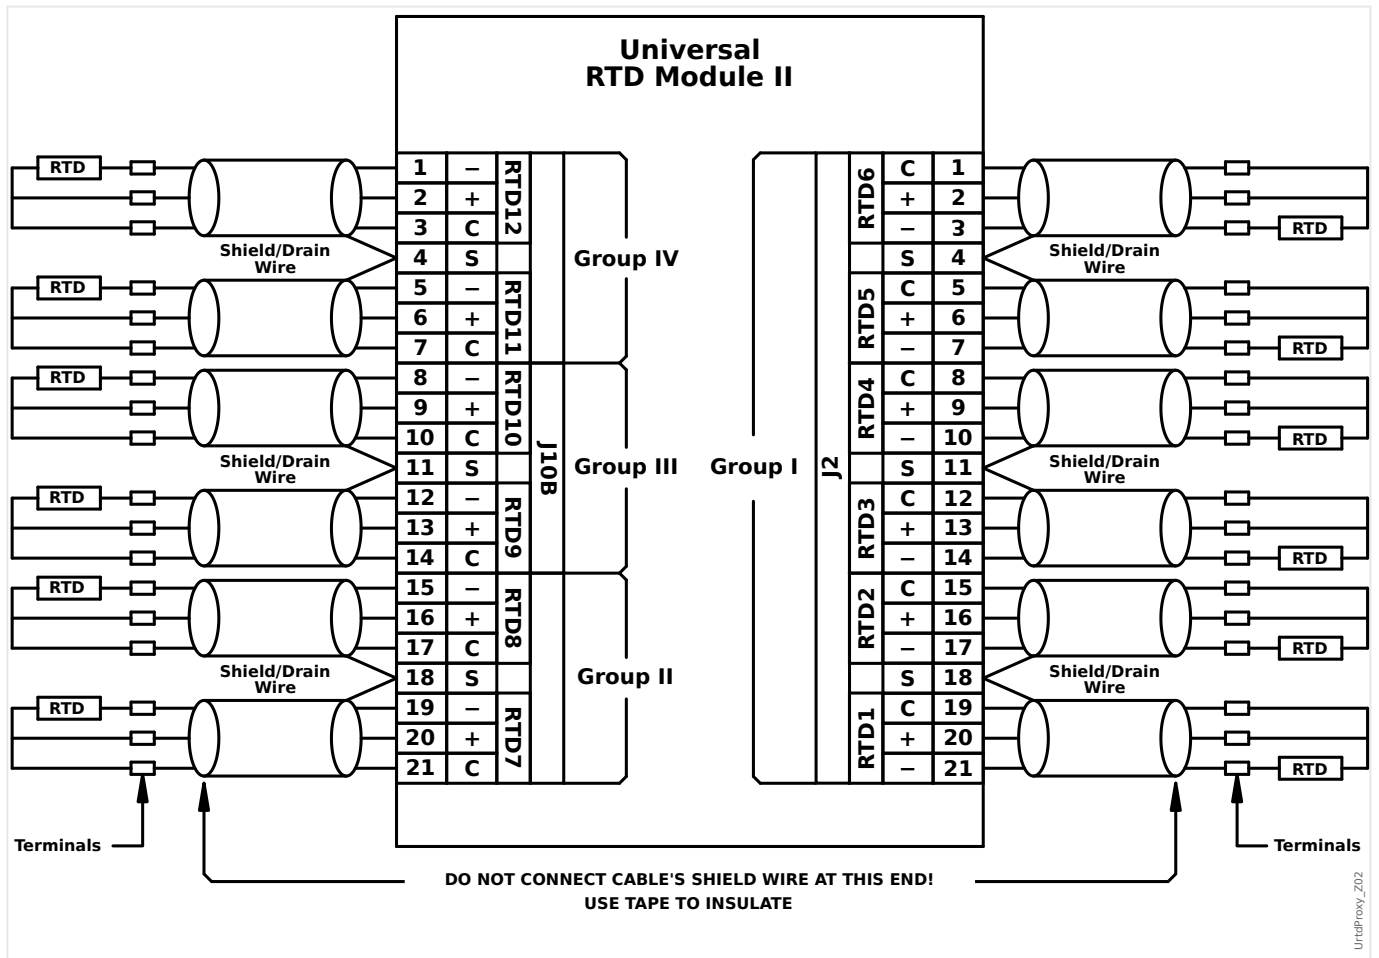 Universal
RTD Module II
RTD 1 − RTD12 C 1 RTD6
2 + + 2
3 C − 3 RTD
Shield/Drain
Wire
4 S Group IV S 4
Shield/Drain
Wire
RTD 5 − RTD11 C 5 RTD5
6 + + 6
7 C − 7 RTD
RTD 8 − RTD10 C 8 RTD4
9 + + 9
10 C − 10 RTD
Shield/Drain
Wire
11 S J10B Group III Group I J2 S 11
Shield/Drain
Wire
RTD 12 − RTD9 C 12 RTD3
13 + + 13
14 C − 14 RTD
RTD 15 − RTD8 C 15 RTD2
16 + + 16
17 C − 17 RTD
Shield/Drain
Wire
18 S Group II S 18
Shield/Drain
Wire
RTD 19 − RTD7 C 19 RTD1
20 + + 20
21 C − 21 RTD
Terminals
Terminals
DO NOT CONNECT CABLE'S SHIELD WIRE AT THIS END!
USE TAPE TO INSULATE
UrtdProxy_Z02